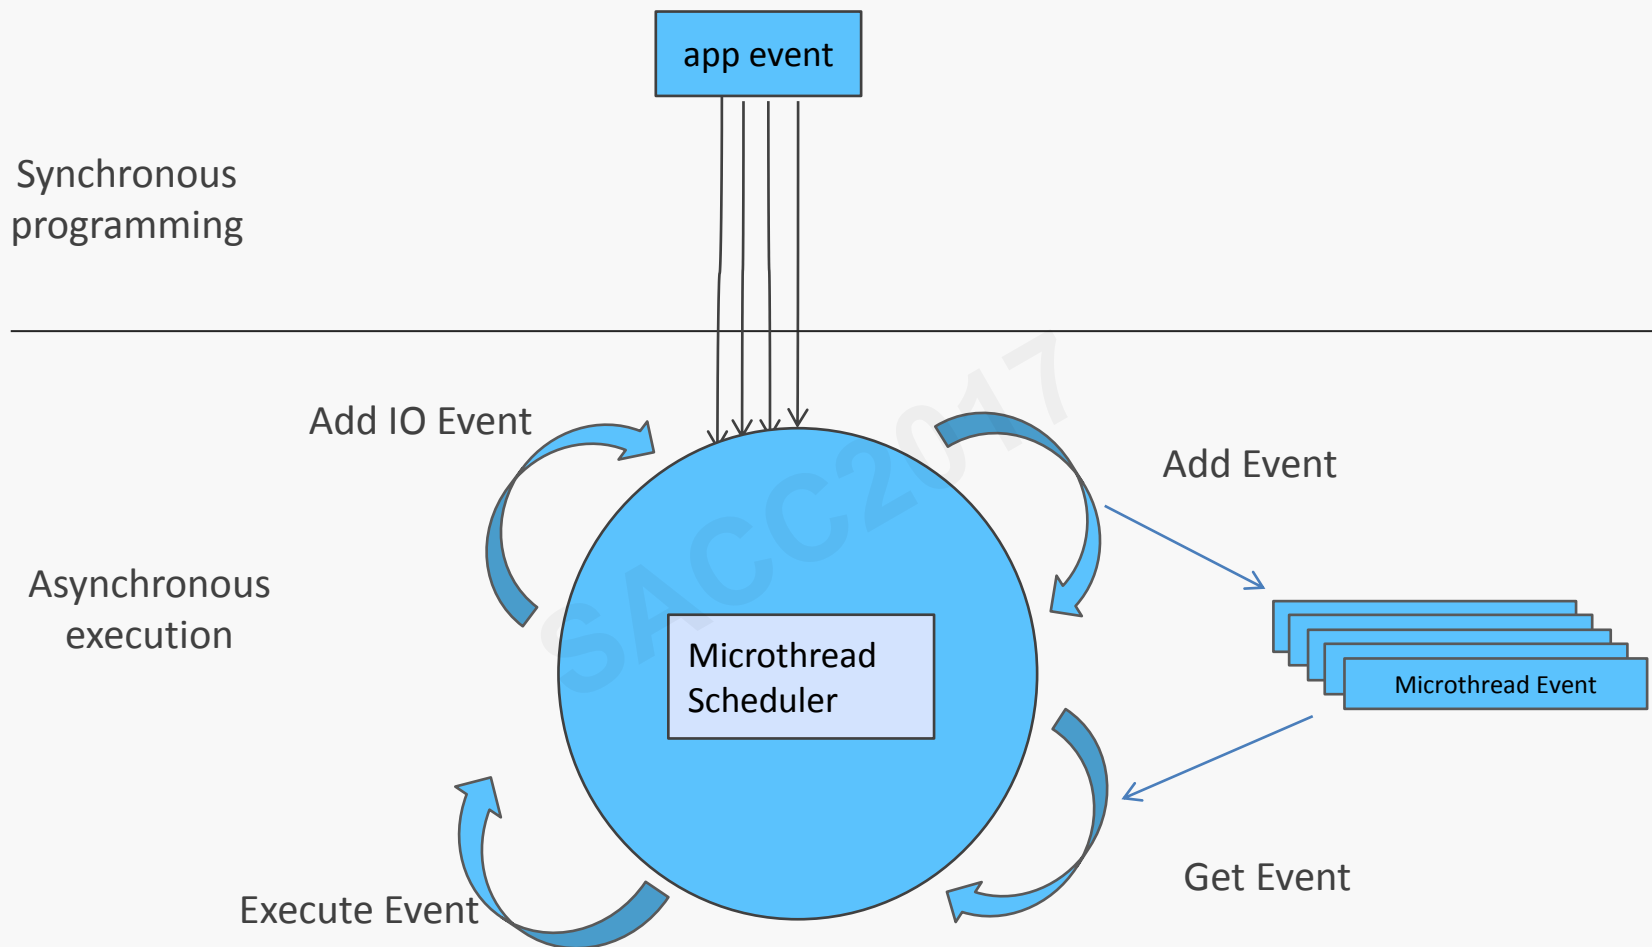 app event
Synchronous
programming
Add IO Event
Add Event
SACC2017
Asynchronous
execution
Microthread
Scheduler
Microthread Event
Get Event
Execute Event